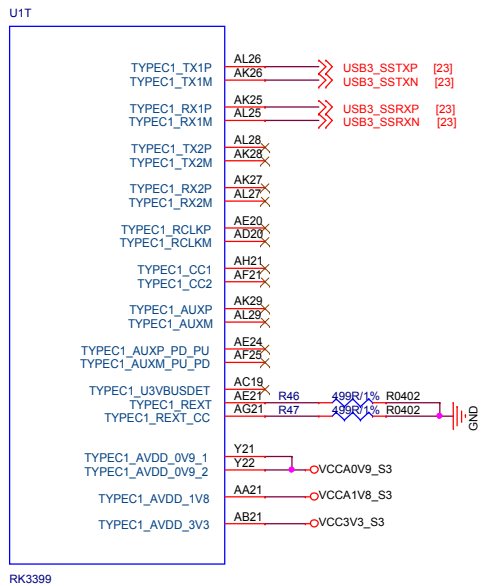 U1T
TYPEC1_TX1P AL26 USB3_SSTXP [23]
TYPEC1_TX1M AK26 USB3_SSTXN [23]
TYPEC1_RX1P AK25 USB3_SSRXP [23]
TYPEC1_RX1M AL25 USB3_SSRXN [23]
TYPEC1_TX2P AL28
TYPEC1_TX2M AK28
TYPEC1_RX2P AK27
TYPEC1_RX2M AL27
TYPEC1_RCLKP AE20
TYPEC1_RCLKM AD20
TYPEC1_CC1 AH21
TYPEC1_CC2 AF21
TYPEC1_AUXP AK29
TYPEC1_AUXM AL29
TYPEC1_AUXP_PD_PU AE24
TYPEC1_AUXM_PU_PD AF25
TYPEC1_U3VBUSDET AC19
TYPEC1_REXT AE21 R46 499R/1% R0402
TYPEC1_REXT_CC AG21 R47 499R/1% R0402
GND
TYPEC1_AVDD_0V9_1 Y21
TYPEC1_AVDD_0V9_2 Y22 VCCA0V9_S3
TYPEC1_AVDD_1V8 AA21 VCCA1V8_S3
TYPEC1_AVDD_3V3 AB21 VCC3V3_S3
RK3399